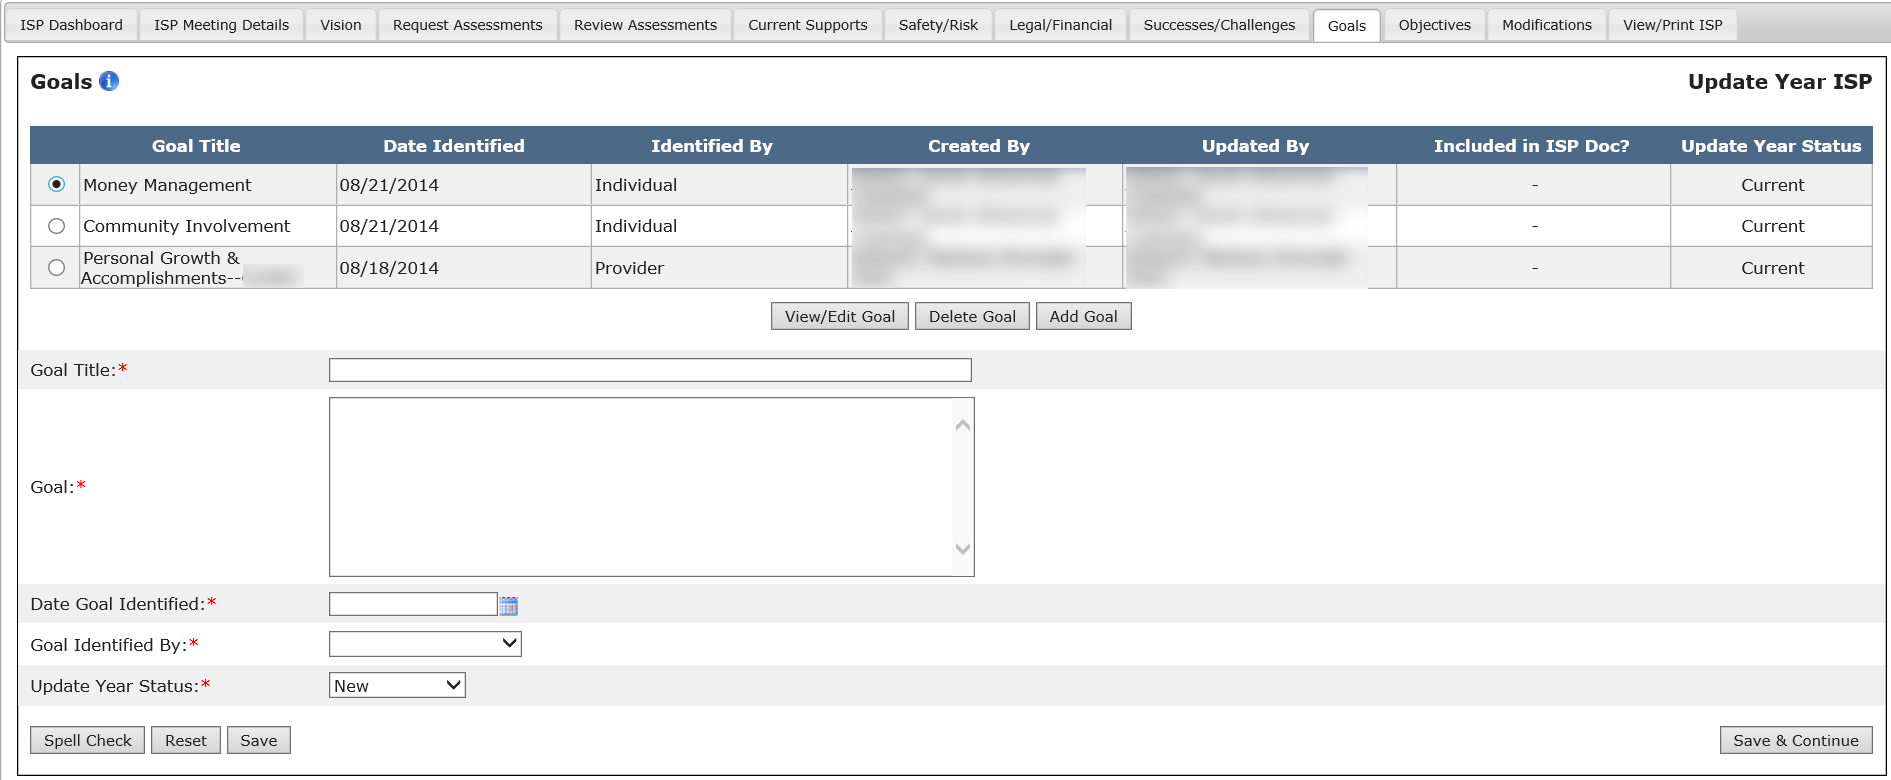 ISP Dashboard ISP Meeting Details Vision Request Assessments Review Assessments Current Supports Safety/Risk Legal/Financial Successes/Challenges Goals Objectives Modifications View/Print ISP
Goals Update Year ISP
Goal Title Date Identified Identified By Created By Updated By Included in ISP Doc? Update Year Status
Money Management 08/21/2014 Individual - Current
Community Involvement 08/21/2014 Individual - Current
Personal Growth &
Accomplishments-- 08/18/2014 Provider - Current
View/Edit Goal Delete Goal Add Goal
Goal Title:*
Goal:*
Date Goal Identified:*
Goal Identified By:*
Update Year Status:* New
Spell Check Reset Save Save & Continue